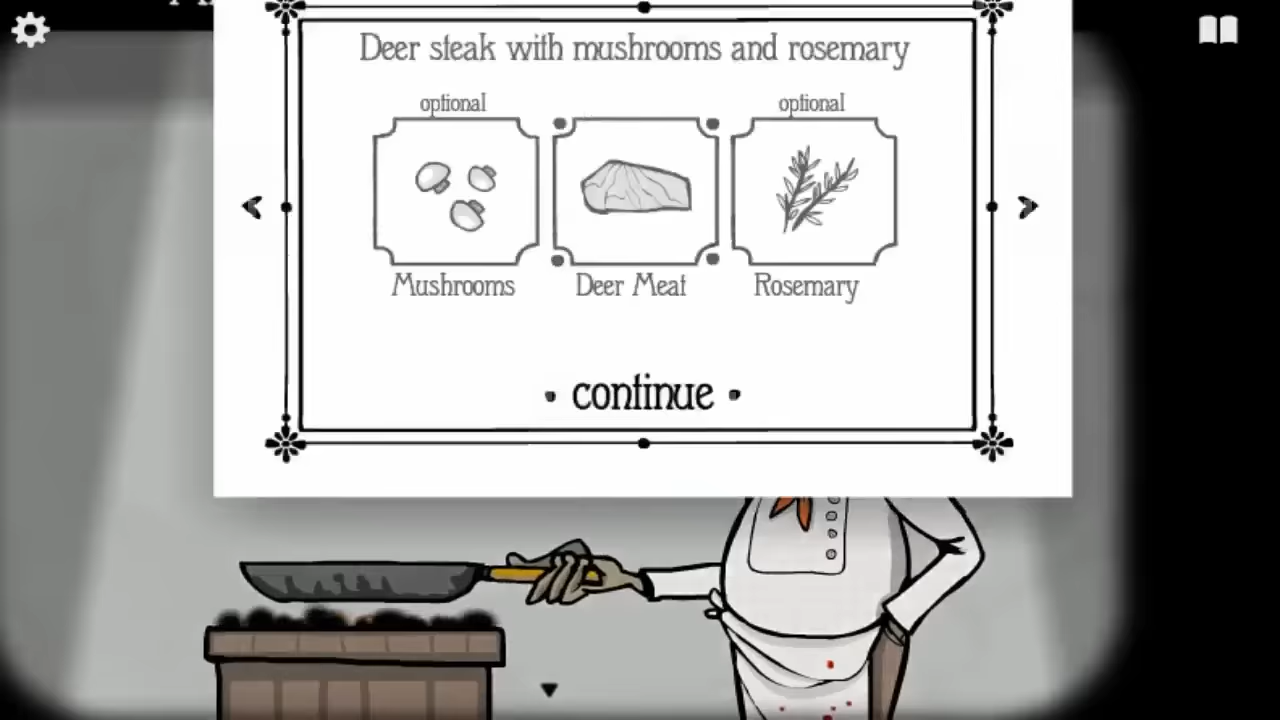 Deer steak with mushrooms and rosemary
optional
optional
Mushrooms
Deer Meat
Rosemary
continue